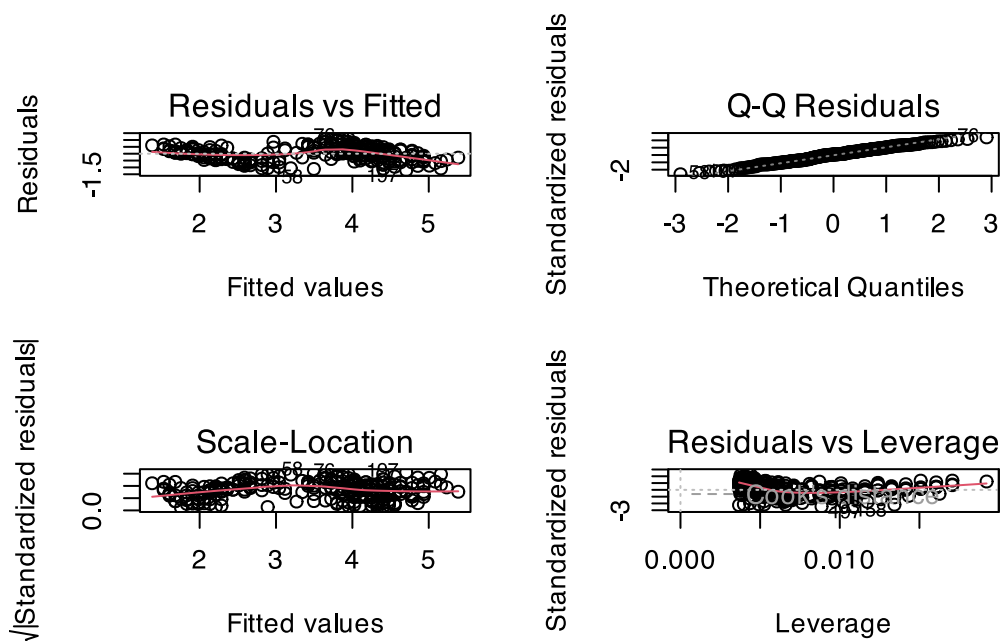 Residuals vs Fitted
Residuals
-1.5
76
58
197
2 3 4 5
Fitted values
Q-Q Residuals
Standardized residuals
-2
76
58
-3 -2 -1 0 1 2 3
Theoretical Quantiles
Scale-Location
√|Standardized residuals|
0.0
58
76
197
2 3 4 5
Fitted values
Residuals vs Leverage
Standardized residuals
-3
Cook's distance
58
0.000 0.010
Leverage